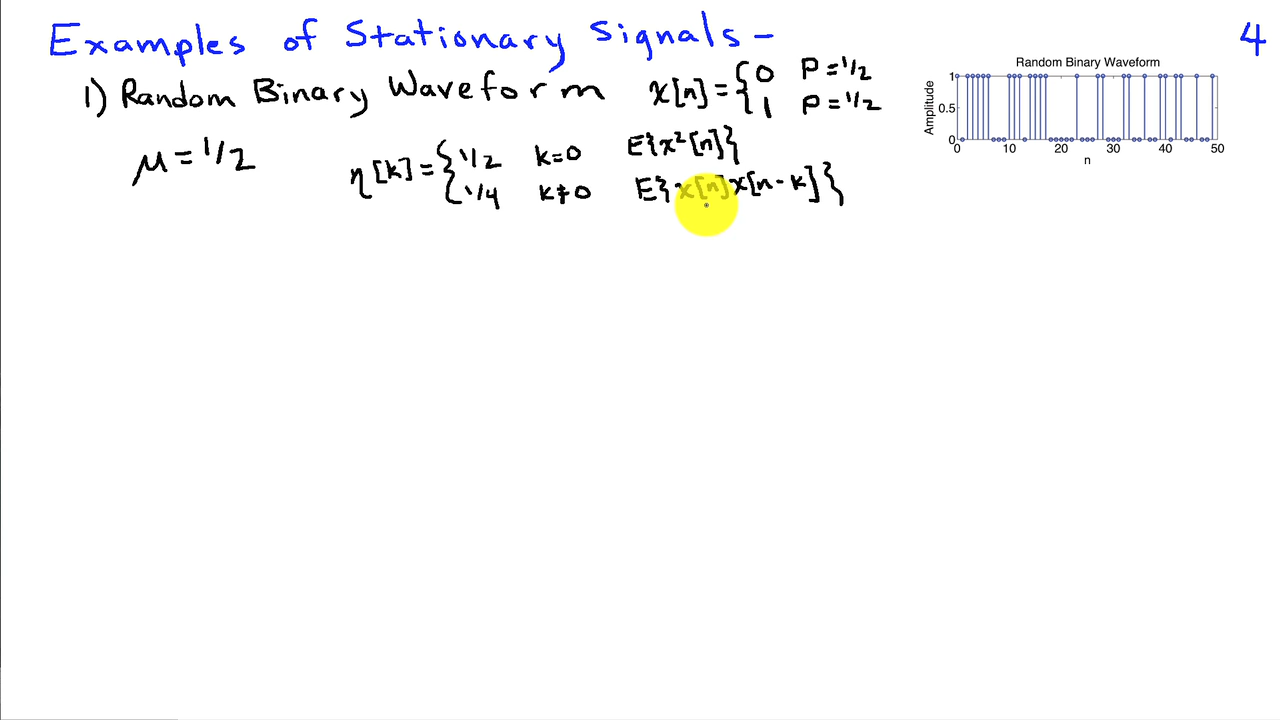 Examples of Stationary Signals – 4
1) Random Binary Waveform x[n] = { 0 P = 1/2
1 P = 1/2
μ = 1/2 η[k] = { 1/2 k=0 E{x²[n]}
1/4 k≠0 E{x[n]x[n-k]}
Random Binary Waveform
Amplitude
1
0.5
0
0 10 20 30 40 50
n